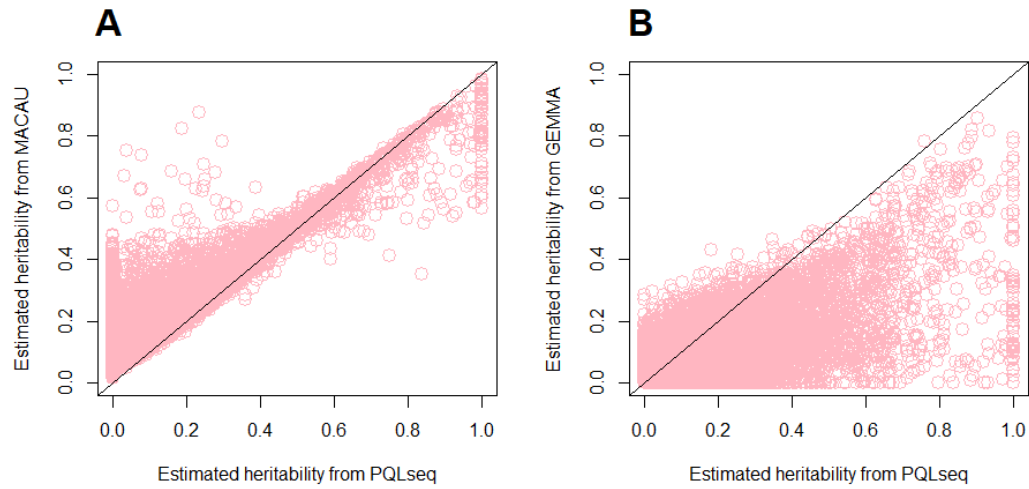 A
Estimated heritability from MACAU
0.0 0.2 0.4 0.6 0.8 1.0
0.0 0.2 0.4 0.6 0.8 1.0
Estimated heritability from PQLseq
B
Estimated heritability from GEMMA
0.0 0.2 0.4 0.6 0.8 1.0
0.0 0.2 0.4 0.6 0.8 1.0
Estimated heritability from PQLseq